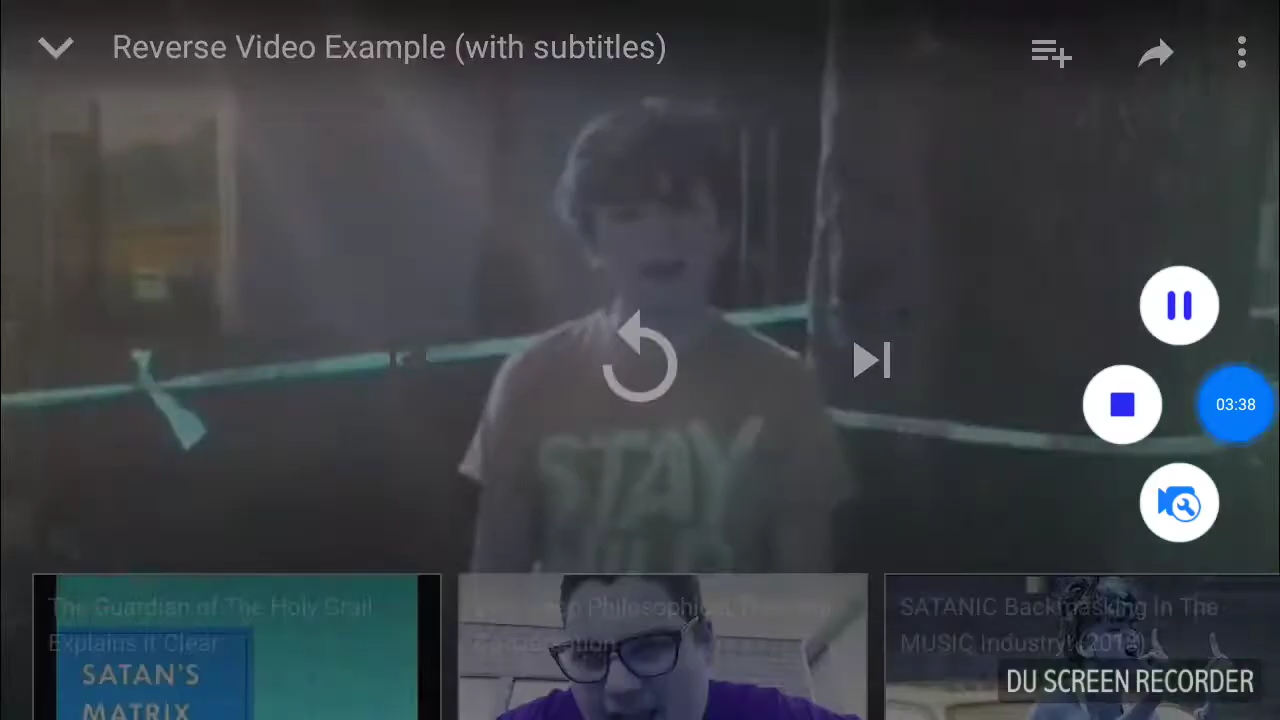 Reverse Video Example (with subtitles)
03:38
STAY
The Guardian of The Holy Grail
Explains It Clear
Philosophical
SATANIC Backmasking In The
MUSIC Industry! (2018)
SATAN'S
MATRIX
DU SCREEN RECORDER